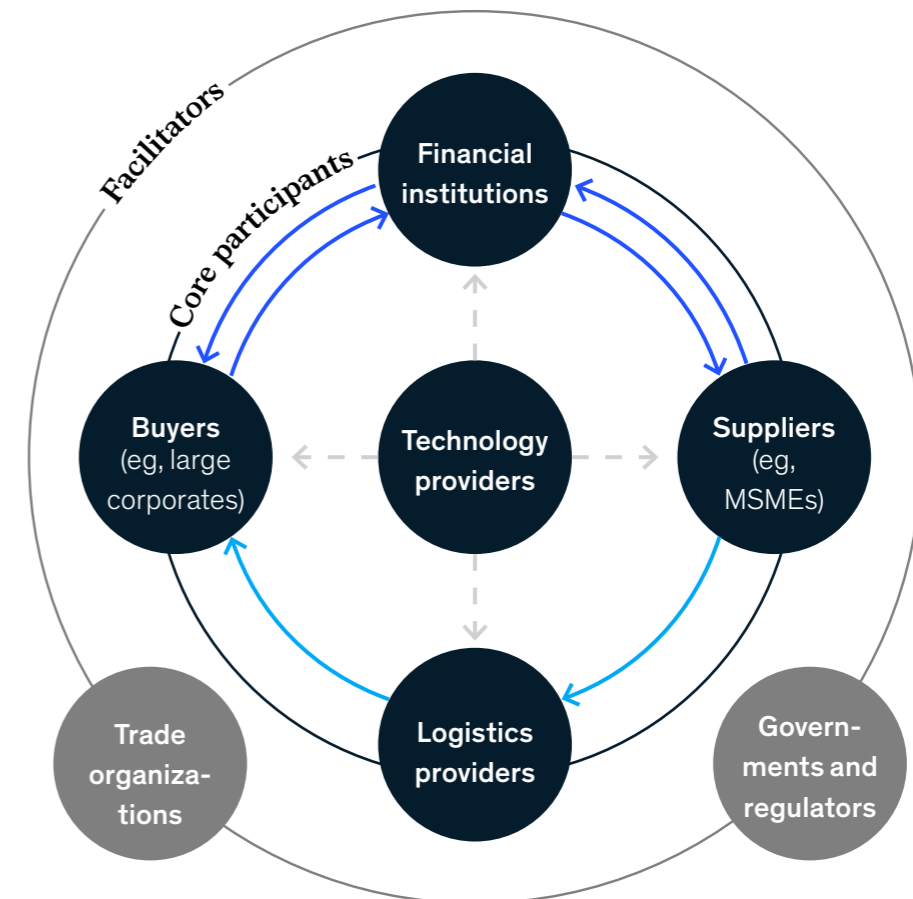 Facilitators
Core participants
Financial
institutions
Buyers
(eg, large
corporates)
Technology
providers
Suppliers
(eg,
MSMEs)
Trade
organiza-
tions
Logistics
providers
Govern-
ments and
regulators